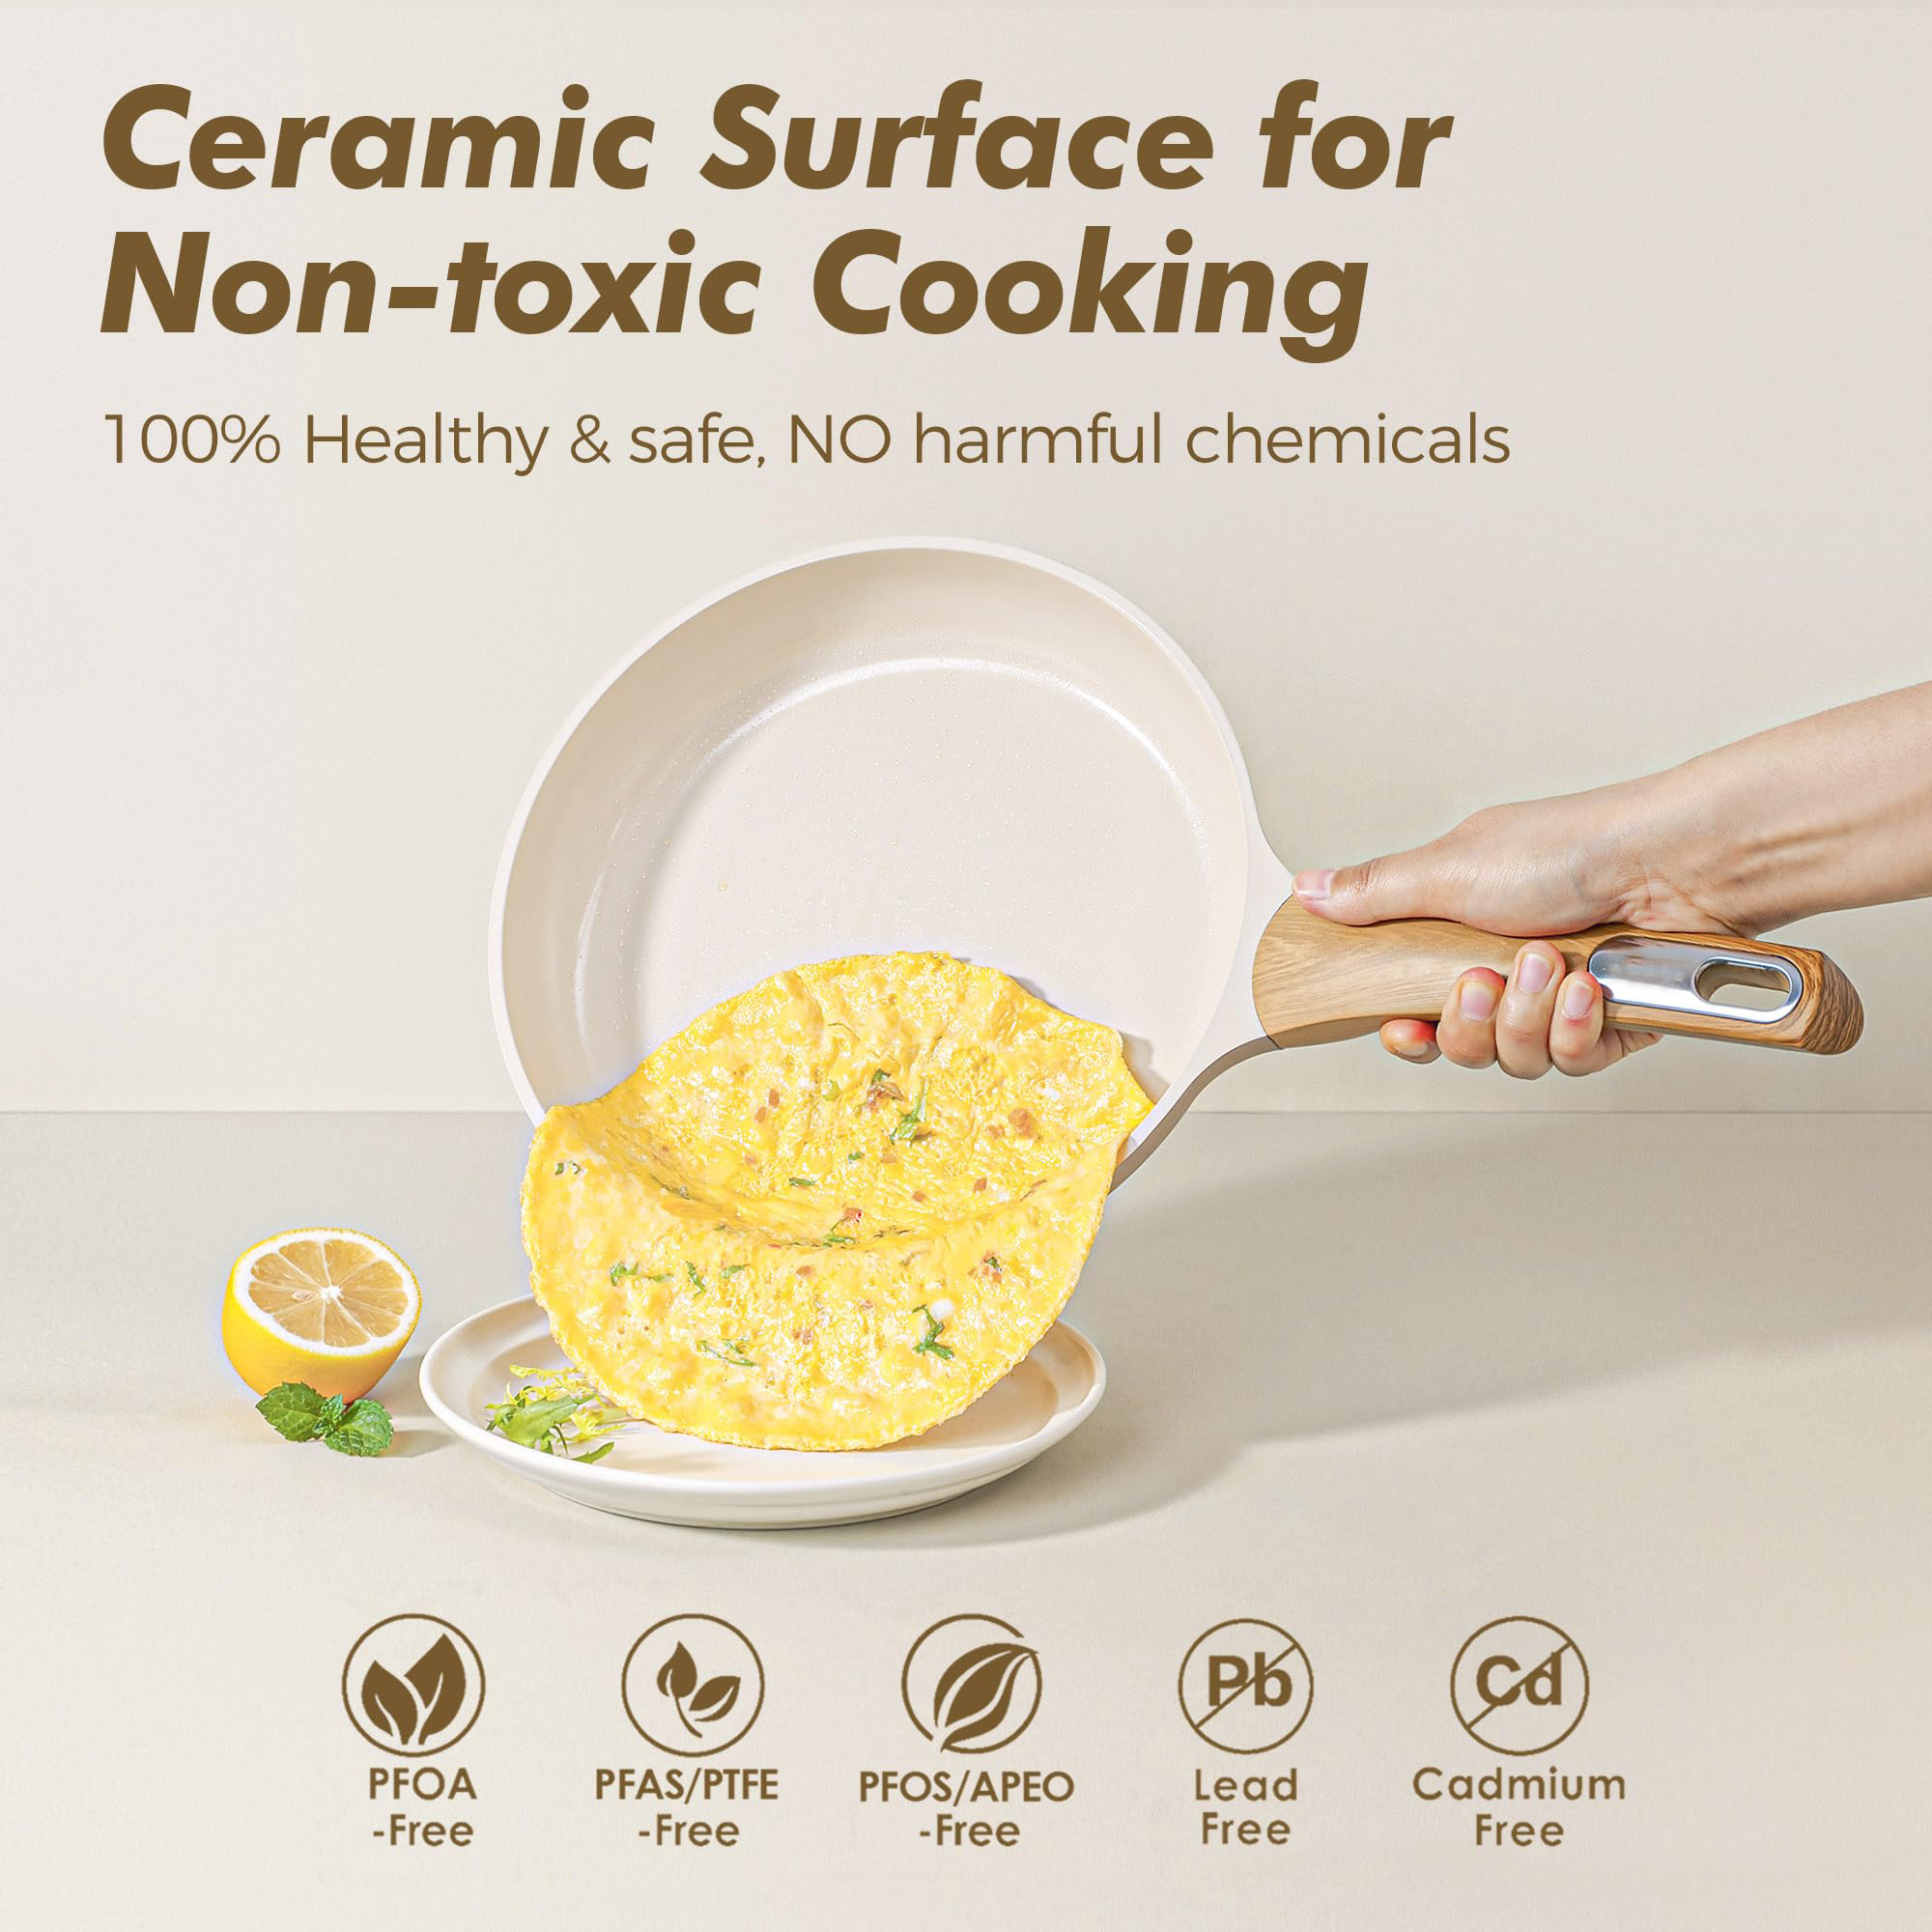 Ceramic Surface for
Non-toxic Cooking
100% Healthy & safe, NO harmful chemicals
Pb
Cd
PFOA
-Free
PFAS/PTFE
-Free
PFOS/APEO
-Free
Lead
Free
Cadmium
Free